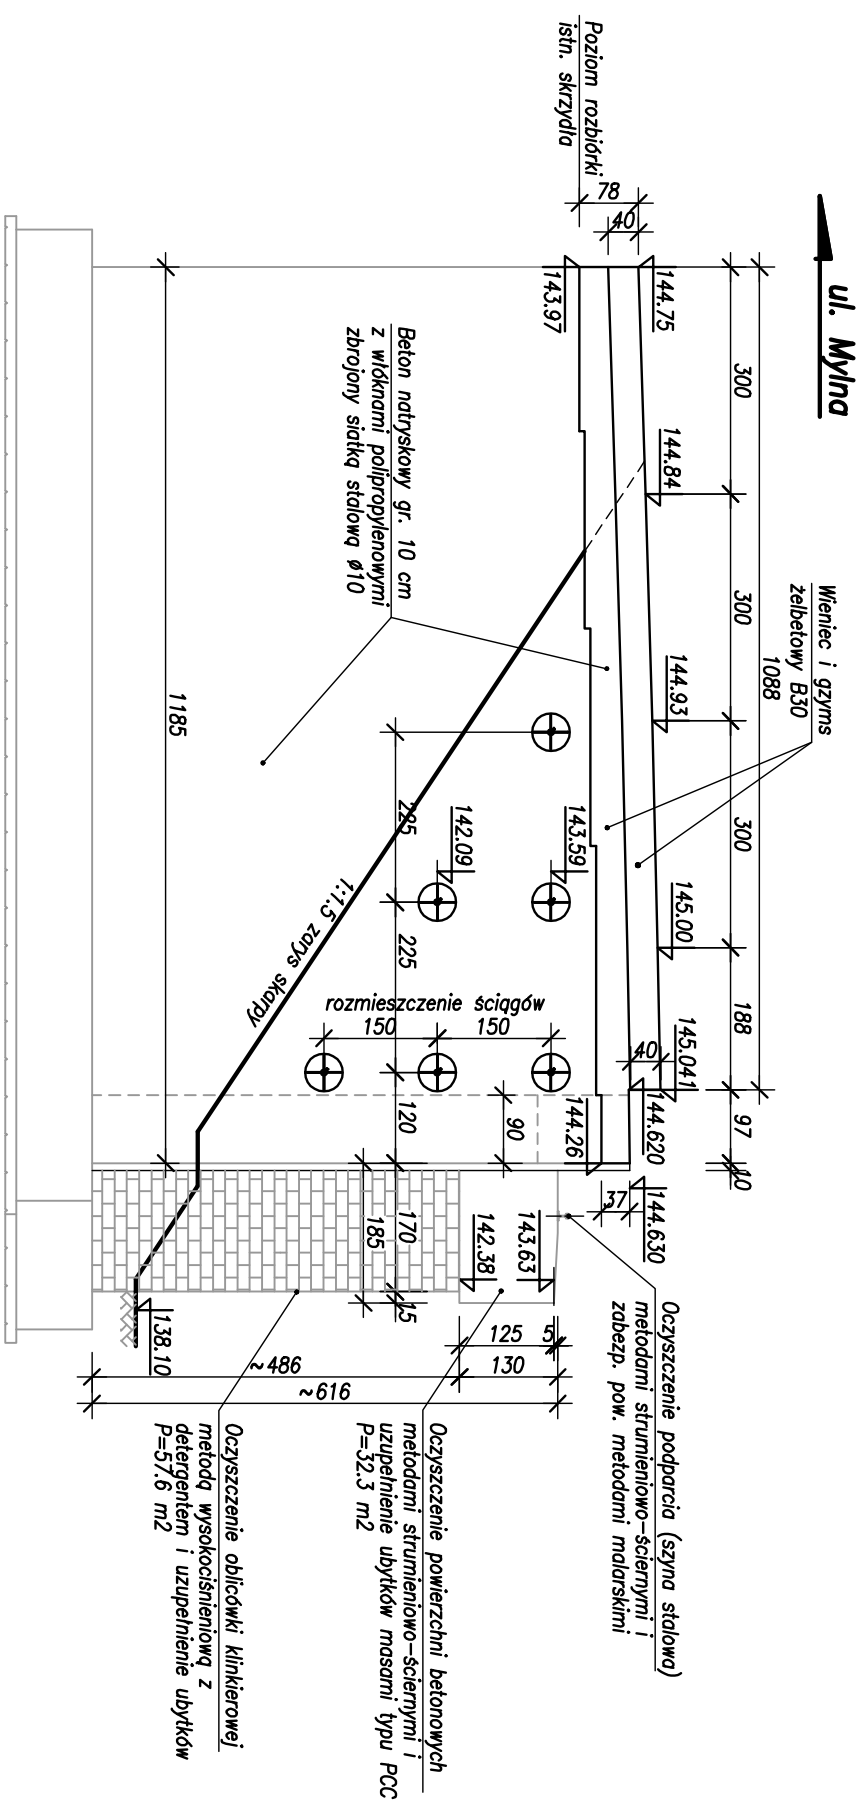 ul. Mylna
Poziom rozbiórki
istn. skrzydła
78
40
144.75
143.97
300
144.84
300
144.93
1088
Wieniec i gzyms
żelbetowy B30
300
145.00
188
145.041
40
97
10
144.620
144.630
144.26
37
Beton natryskowy gr. 10 cm
z włóknami polipropylenowymi
zbrojony siatką stalową ø10
1185
225
225
142.09
143.59
1:1.5 zarys skarpy
rozmieszczenie ściągów
150
150
120
90
170
185
15
142.38
143.63
138.10
125
5
130
~486
~616
Oczyszczenie podparcia (szyna stalowa)
metodami strumieniowo-ściernymi i
zabezp. pow. metodami malarskimi
Oczyszczenie powierzchni betonowych
metodami strumieniowo-ściernymi i
uzupełnienie ubytków masami typu PCC
P=32.3 m2
Oczyszczenie oblicówki klinkierowej
metodą wysokociśnieniową z
detergentem i uzupełnienie ubytków
P=57.6 m2